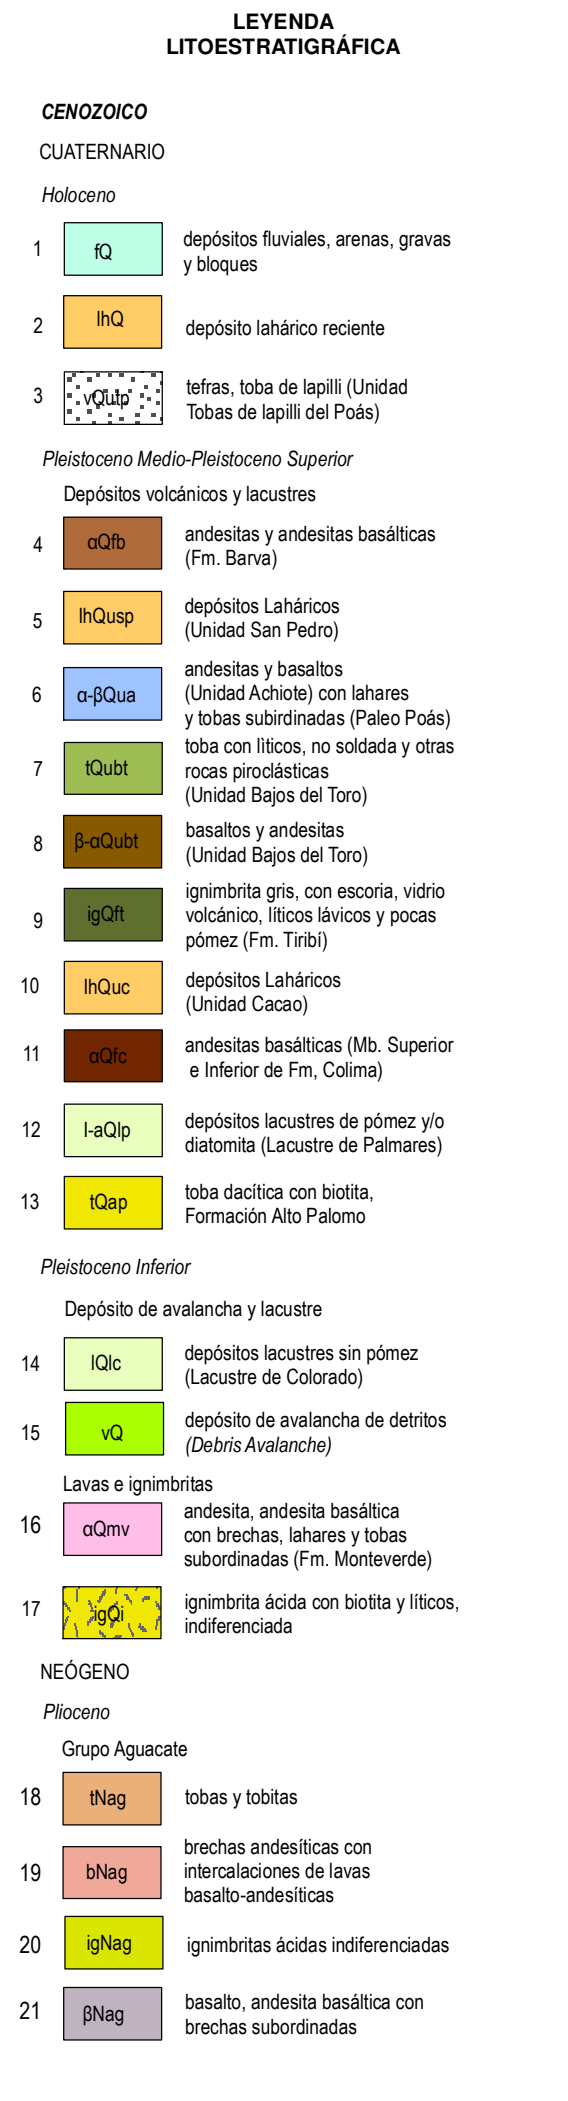 LEYENDA
LITOESTRATIGRÁFICA
CENOZOICO
CUATERNARIO
Holoceno
1 fQ depósitos fluviales, arenas, gravas
y bloques
2 lhQ depósito lahárico reciente
3 vQutp tefras, toba de lapilli (Unidad
Tobas de lapilli del Poás)
Pleistoceno Medio-Pleistoceno Superior
Depósitos volcánicos y lacustres
4 αQfb andesitas y andesitas basálticas
(Fm. Barva)
5 lhQusp depósitos Laháricos
(Unidad San Pedro)
6 α-βQua andesitas y basaltos
(Unidad Achiote) con lahares
y tobas subirdinadas (Paleo Poás)
7 tQubt toba con lìticos, no soldada y otras
rocas piroclásticas
(Unidad Bajos del Toro)
8 β-αQubt basaltos y andesitas
(Unidad Bajos del Toro)
9 igQft ignimbrita gris, con escoria, vidrio
volcánico, líticos lávicos y pocas
pómez (Fm. Tiribí)
10 lhQuc depósitos Laháricos
(Unidad Cacao)
11 αQfc andesitas basálticas (Mb. Superior
e Inferior de Fm, Colima)
12 l-aQlp depósitos lacustres de pómez y/o
diatomita (Lacustre de Palmares)
13 tQap toba dacítica con biotita,
Formación Alto Palomo
Pleistoceno Inferior
Depósito de avalancha y lacustre
14 lQlc depósitos lacustres sin pómez
(Lacustre de Colorado)
15 vQ depósito de avalancha de detritos
(Debris Avalanche)
Lavas e ignimbritas
16 αQmv andesita, andesita basáltica
con brechas, lahares y tobas
subordinadas (Fm. Monteverde)
17 igQi ignimbrita ácida con biotita y líticos,
indiferenciada
NEÓGENO
Plioceno
Grupo Aguacate
18 tNag tobas y tobitas
19 bNag brechas andesíticas con
intercalaciones de lavas
basalto-andesíticas
20 igNag ignimbritas ácidas indiferenciadas
21 βNag basalto, andesita basáltica con
brechas subordinadas